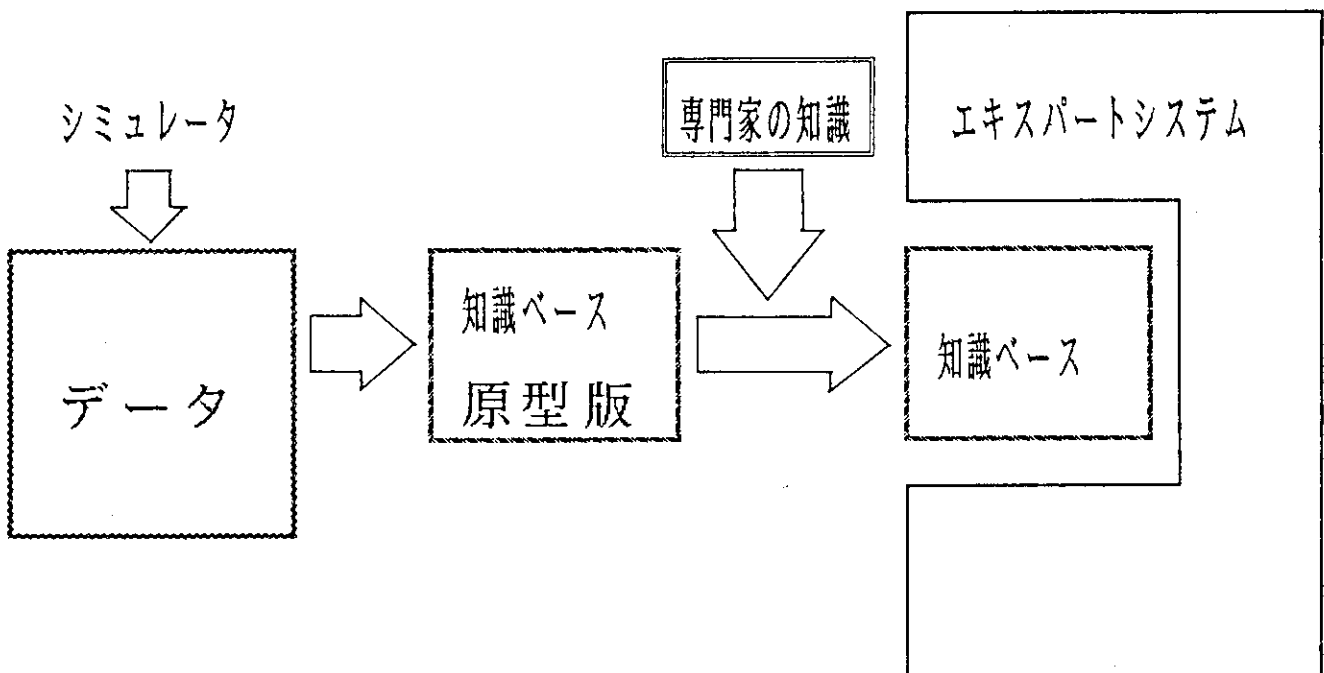 シミュレータ
専門家の知識
エキスパートシステム
データ
知識ベース
原型版
知識ベース